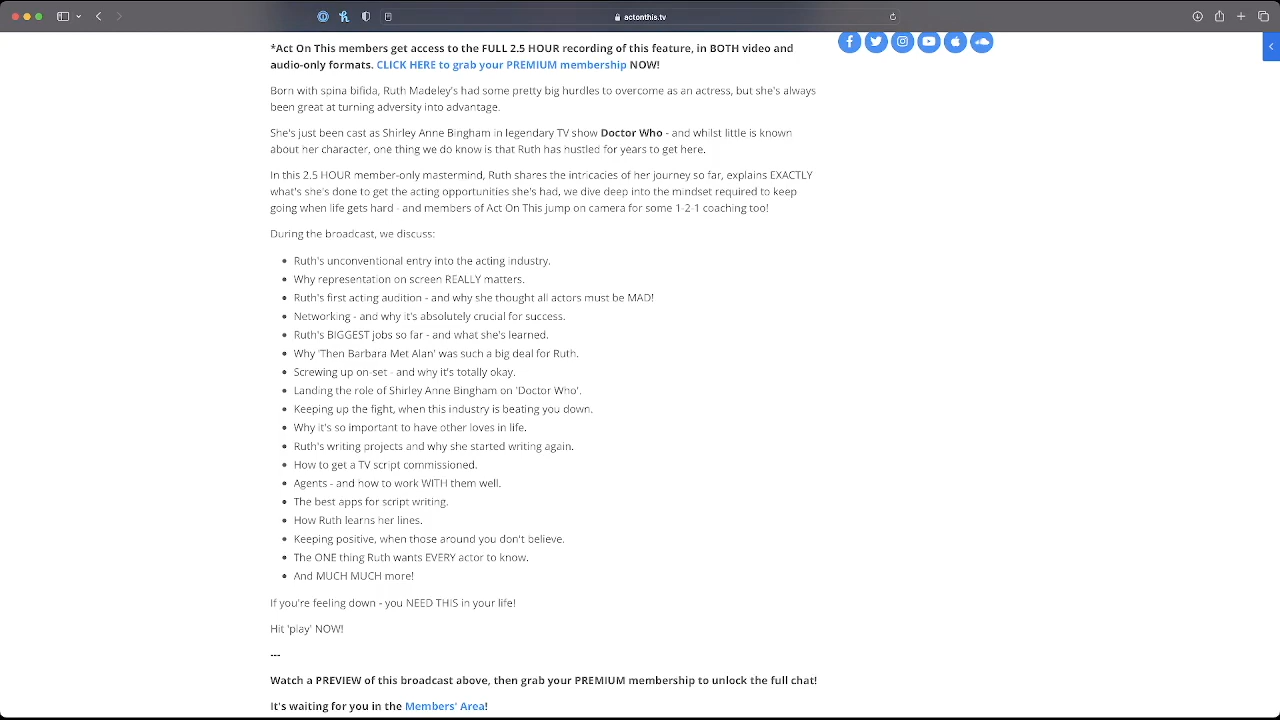 actonthis.tv
*Act On This members get access to the FULL 2.5 HOUR recording of this feature, in BOTH video and
audio-only formats. CLICK HERE to grab your PREMIUM membership NOW!
Born with spina bifida, Ruth Madeley's had some pretty big hurdles to overcome as an actress, but she's always
been great at turning adversity into advantage.
She's just been cast as Shirley Anne Bingham in legendary TV show Doctor Who - and whilst little is known
about her character, one thing we do know is that Ruth has hustled for years to get here.
In this 2.5 HOUR member-only mastermind, Ruth shares the intricacies of her journey so far, explains EXACTLY
what's she's done to get the acting opportunities she's had, we dive deep into the mindset required to keep
going when life gets hard - and members of Act On This jump on camera for some 1-2-1 coaching too!
During the broadcast, we discuss:
• Ruth's unconventional entry into the acting industry.
• Why representation on screen REALLY matters.
• Ruth's first acting audition - and why she thought all actors must be MAD!
• Networking - and why it's absolutely crucial for success.
• Ruth's BIGGEST jobs so far - and what she's learned.
• Why 'Then Barbara Met Alan' was such a big deal for Ruth.
• Screwing up on-set - and why it's totally okay.
• Landing the role of Shirley Anne Bingham on 'Doctor Who'.
• Keeping up the fight, when this industry is beating you down.
• Why it's so important to have other loves in life.
• Ruth's writing projects and why she started writing again.
• How to get a TV script commissioned.
• Agents - and how to work WITH them well.
• The best apps for script writing.
• How Ruth learns her lines.
• Keeping positive, when those around you don't believe.
• The ONE thing Ruth wants EVERY actor to know.
• And MUCH MUCH more!
If you're feeling down - you NEED THIS in your life!
Hit 'play' NOW!
---
Watch a PREVIEW of this broadcast above, then grab your PREMIUM membership to unlock the full chat!
It's waiting for you in the Members' Area!